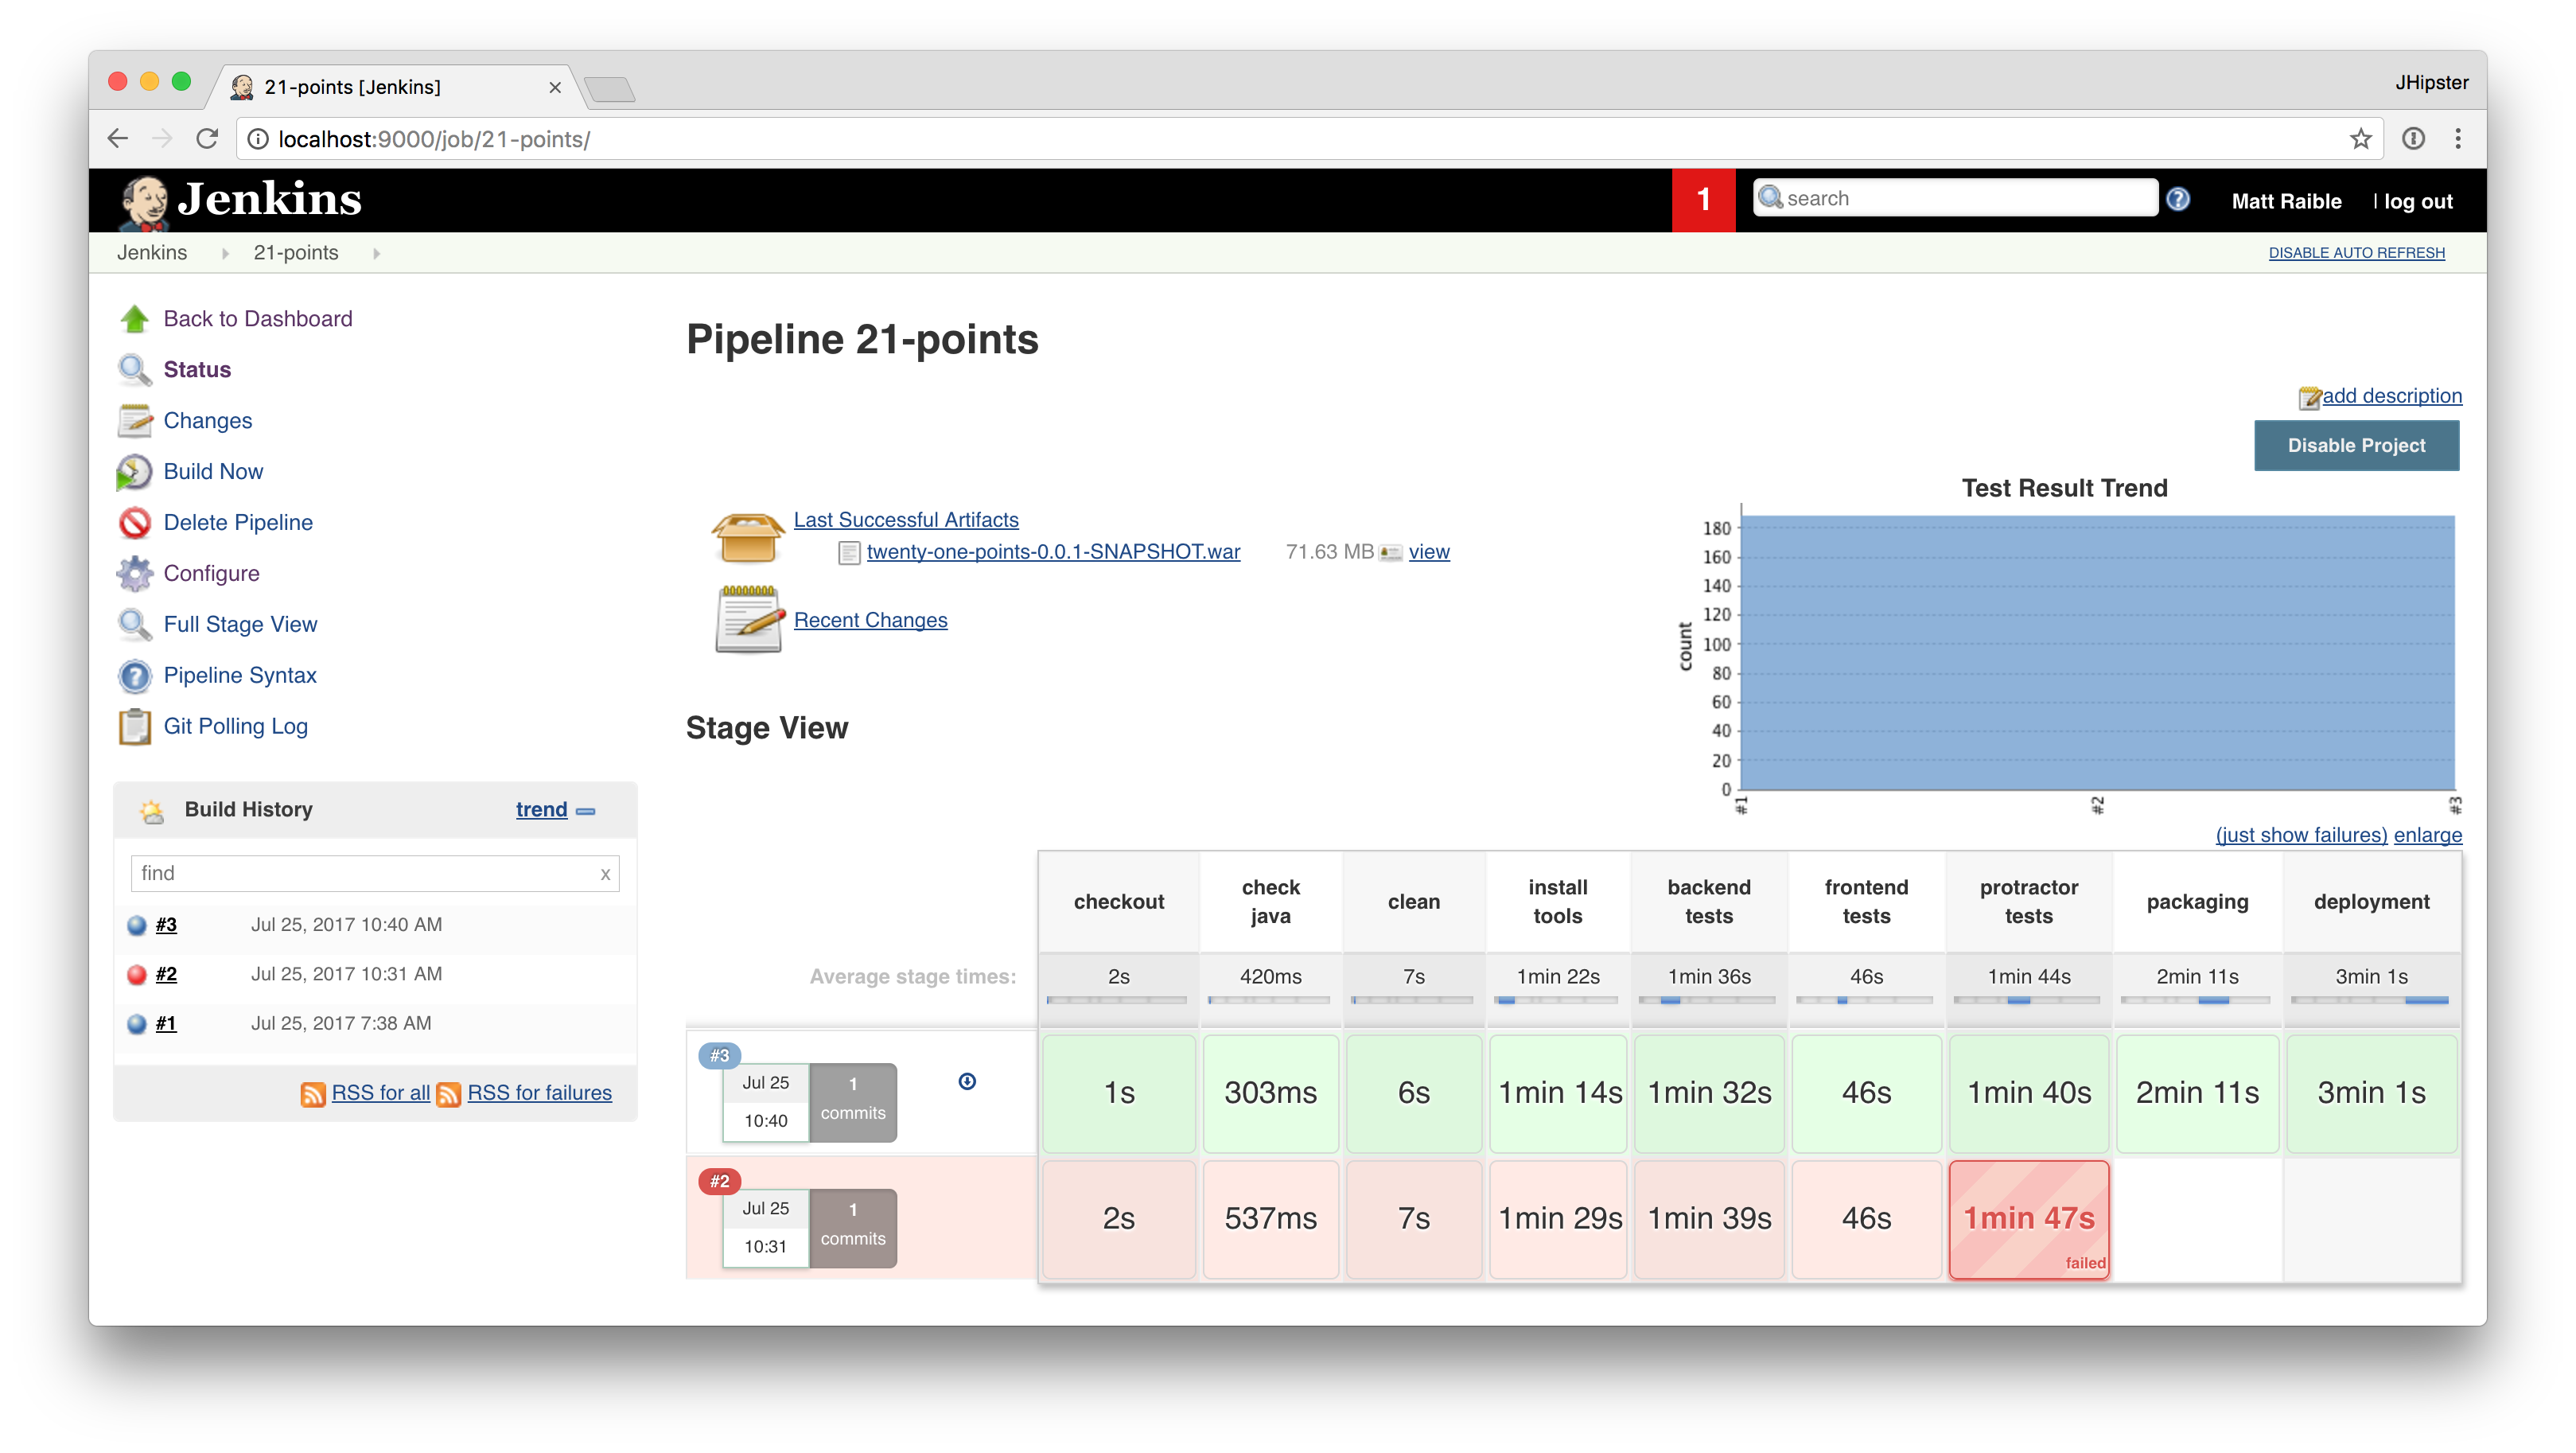 21-points [Jenkins]
JHipster
localhost:9000/job/21-points/
Jenkins
1
search
Matt Raible
| log out
Jenkins
21-points
DISABLE AUTO REFRESH
Back to Dashboard
Status
Changes
Build Now
Delete Pipeline
Configure
Full Stage View
Pipeline Syntax
Git Polling Log
Build History
trend
find
x
#3 Jul 25, 2017 10:40 AM
#2 Jul 25, 2017 10:31 AM
#1 Jul 25, 2017 7:38 AM
RSS for all RSS for failures
Pipeline 21-points
add description
Disable Project
Last Successful Artifacts
twenty-one-points-0.0.1-SNAPSHOT.war 71.63 MB view
Recent Changes
Test Result Trend
count
180
160
140
120
100
80
60
40
20
0
#1 #2 #3
(just show failures) enlarge
Stage View
checkout
check
java
clean
install
tools
backend
tests
frontend
tests
protractor
tests
packaging
deployment
Average stage times: 2s 420ms 7s 1min 22s 1min 36s 46s 1min 44s 2min 11s 3min 1s
#3
Jul 25
10:40
1
commits
1s 303ms 6s 1min 14s 1min 32s 46s 1min 40s 2min 11s 3min 1s
#2
Jul 25
10:31
1
commits
2s 537ms 7s 1min 29s 1min 39s 46s 1min 47s
failed